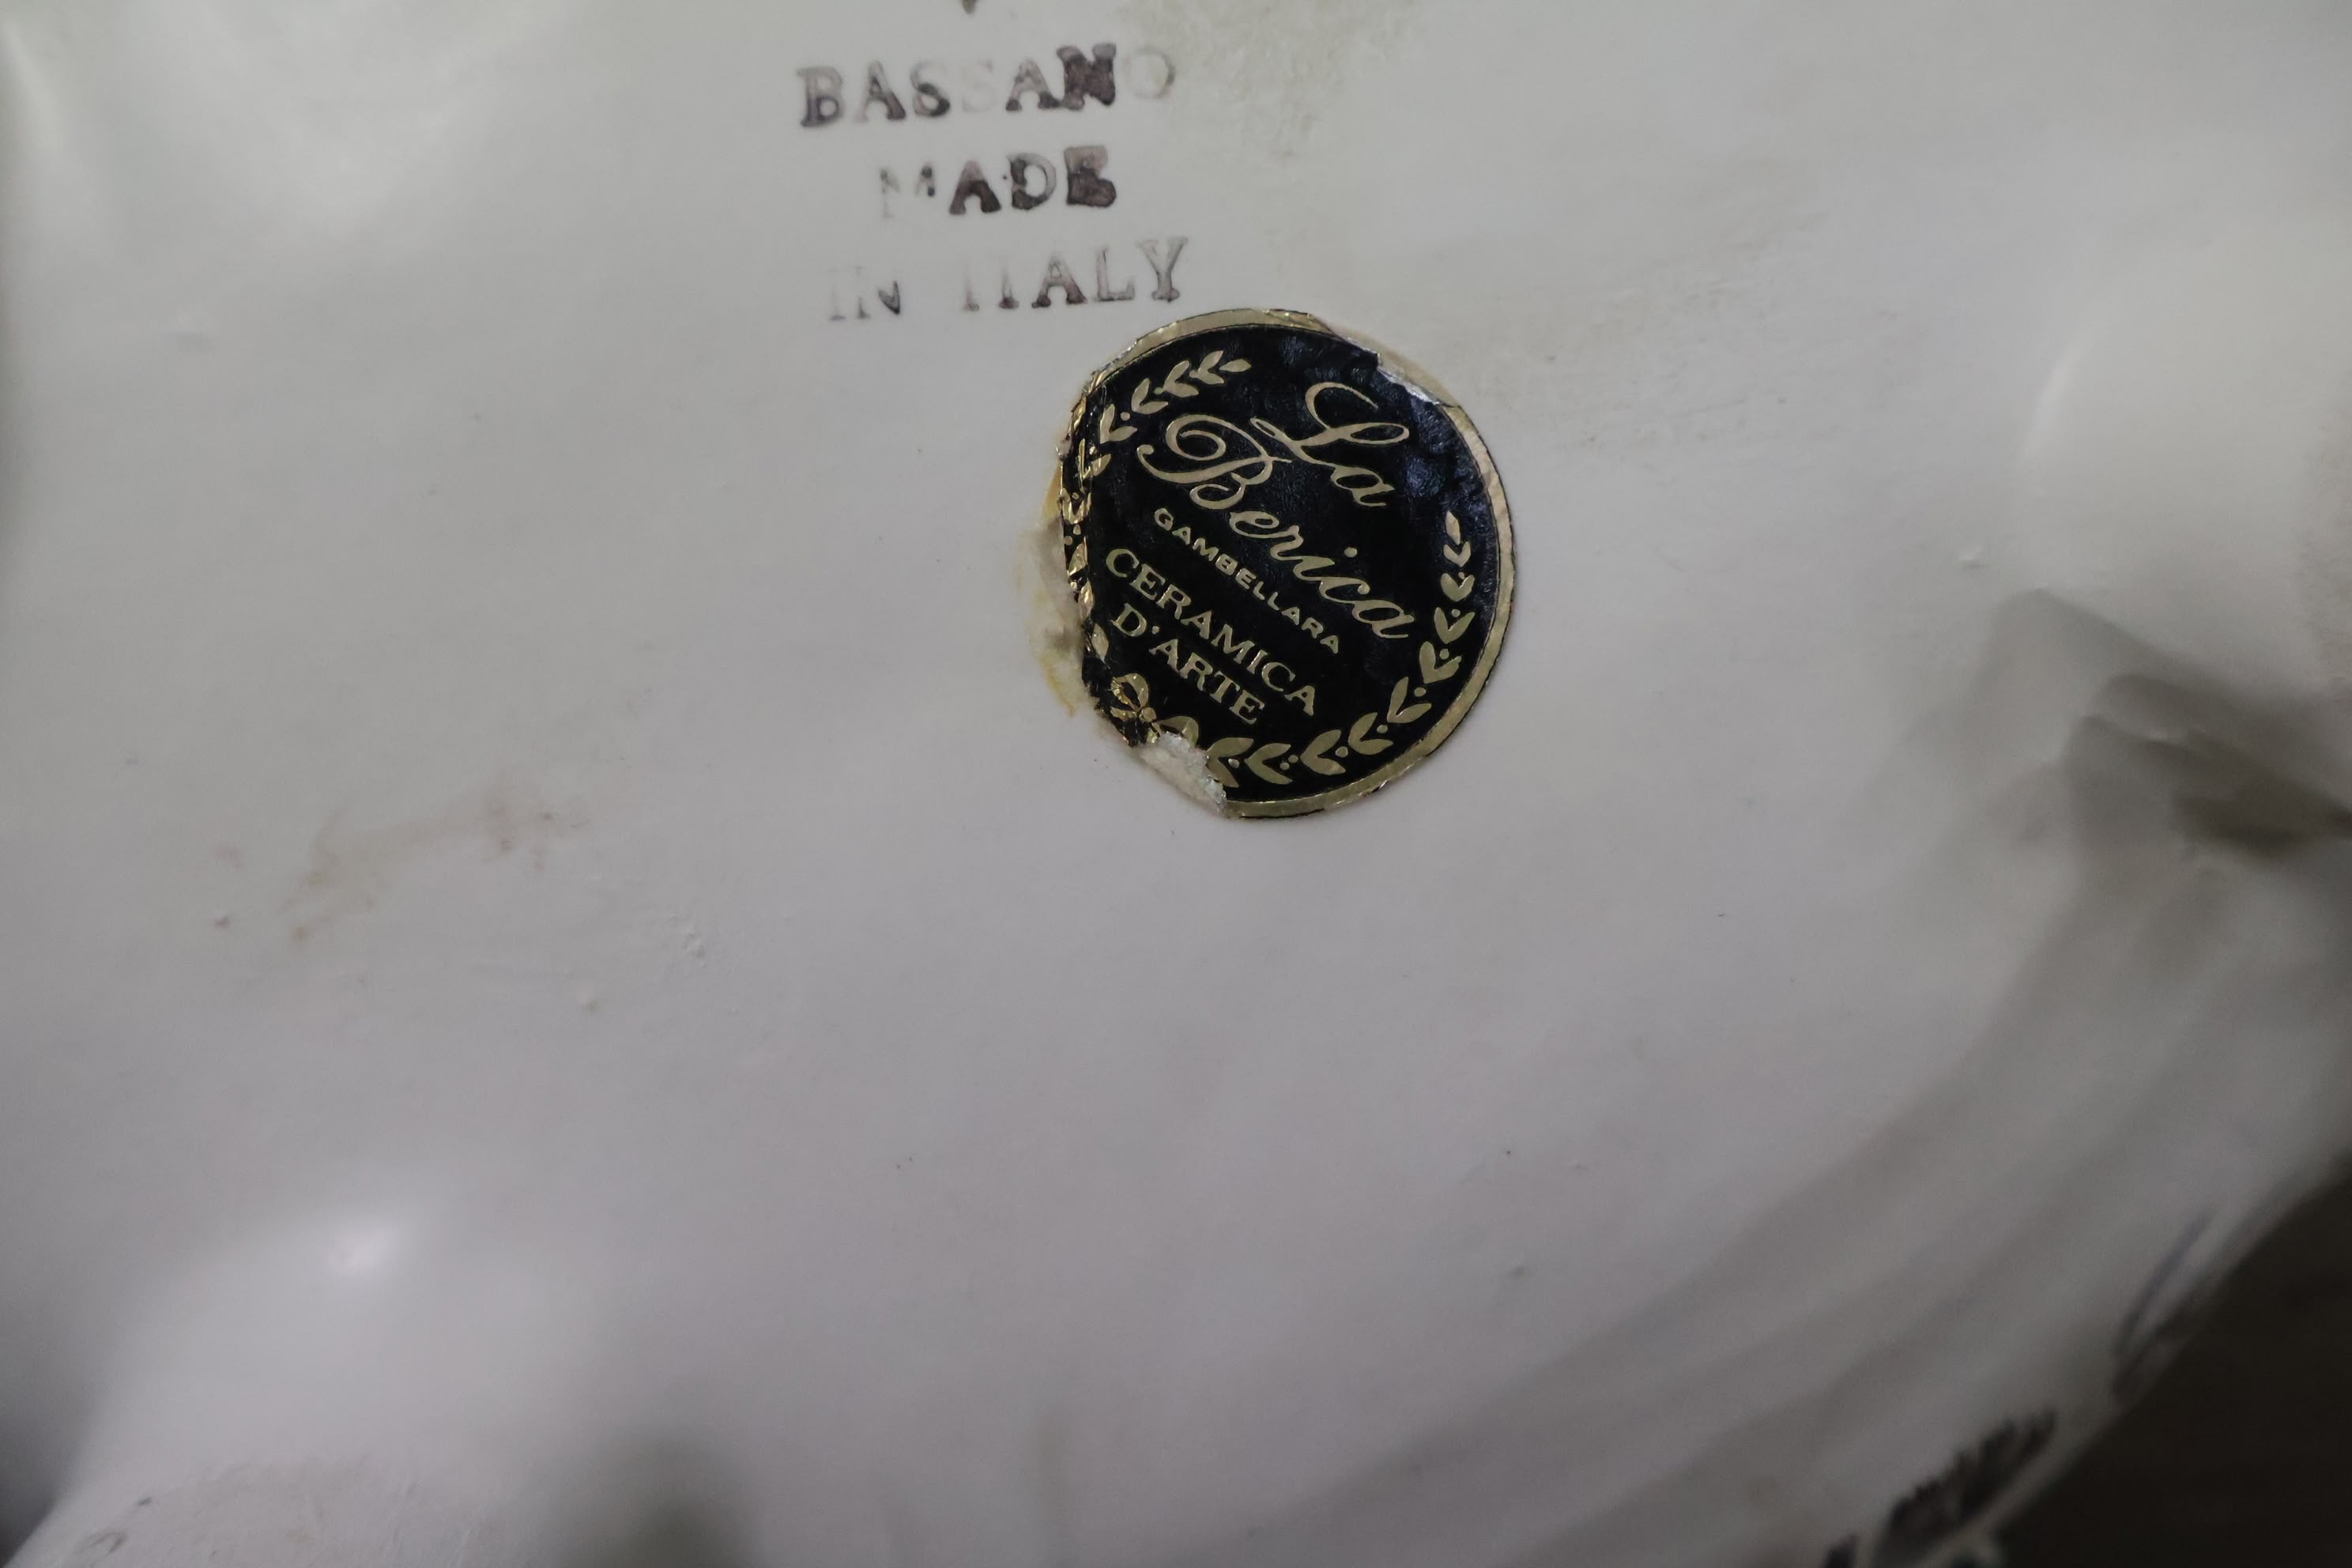 BASSANO
MADE
IN ITALY
La
Berica
GAMBELLARA
CERAMICA
D'ARTE